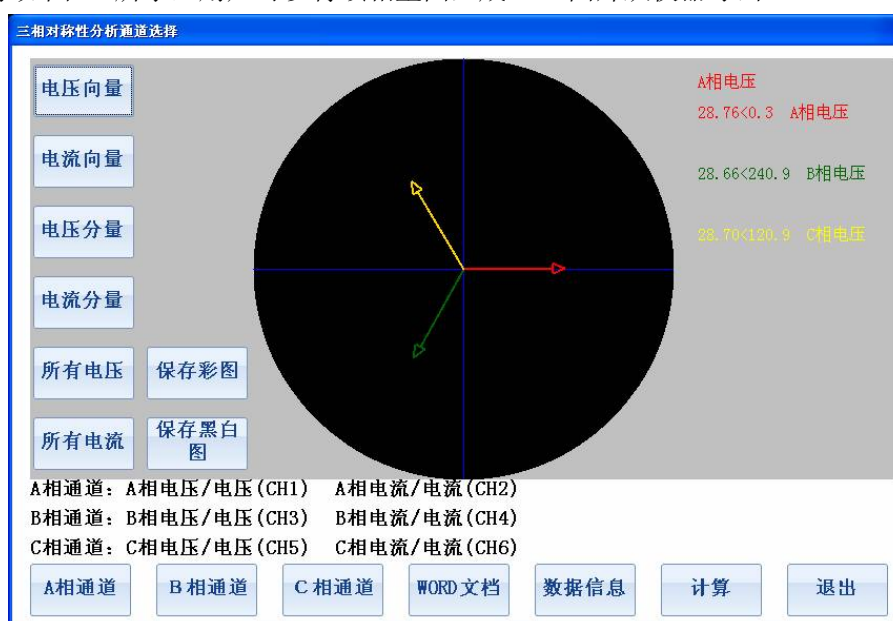 三相对称性分析通道选择
电压向量
A相电压
28.76<0.3 A相电压
电流向量
28.66<240.9 B相电压
电压分量
28.70<120.9 C相电压
电流分量
所有电压 保存彩图
所有电流 保存黑白图
A相通道: A相电压/电压(CH1) A相电流/电流(CH2)
B相通道: B相电压/电压(CH3) B相电流/电流(CH4)
C相通道: C相电压/电压(CH5) C相电流/电流(CH6)
A相通道 B相通道 C相通道 WORD文档 数据信息 计算 退出